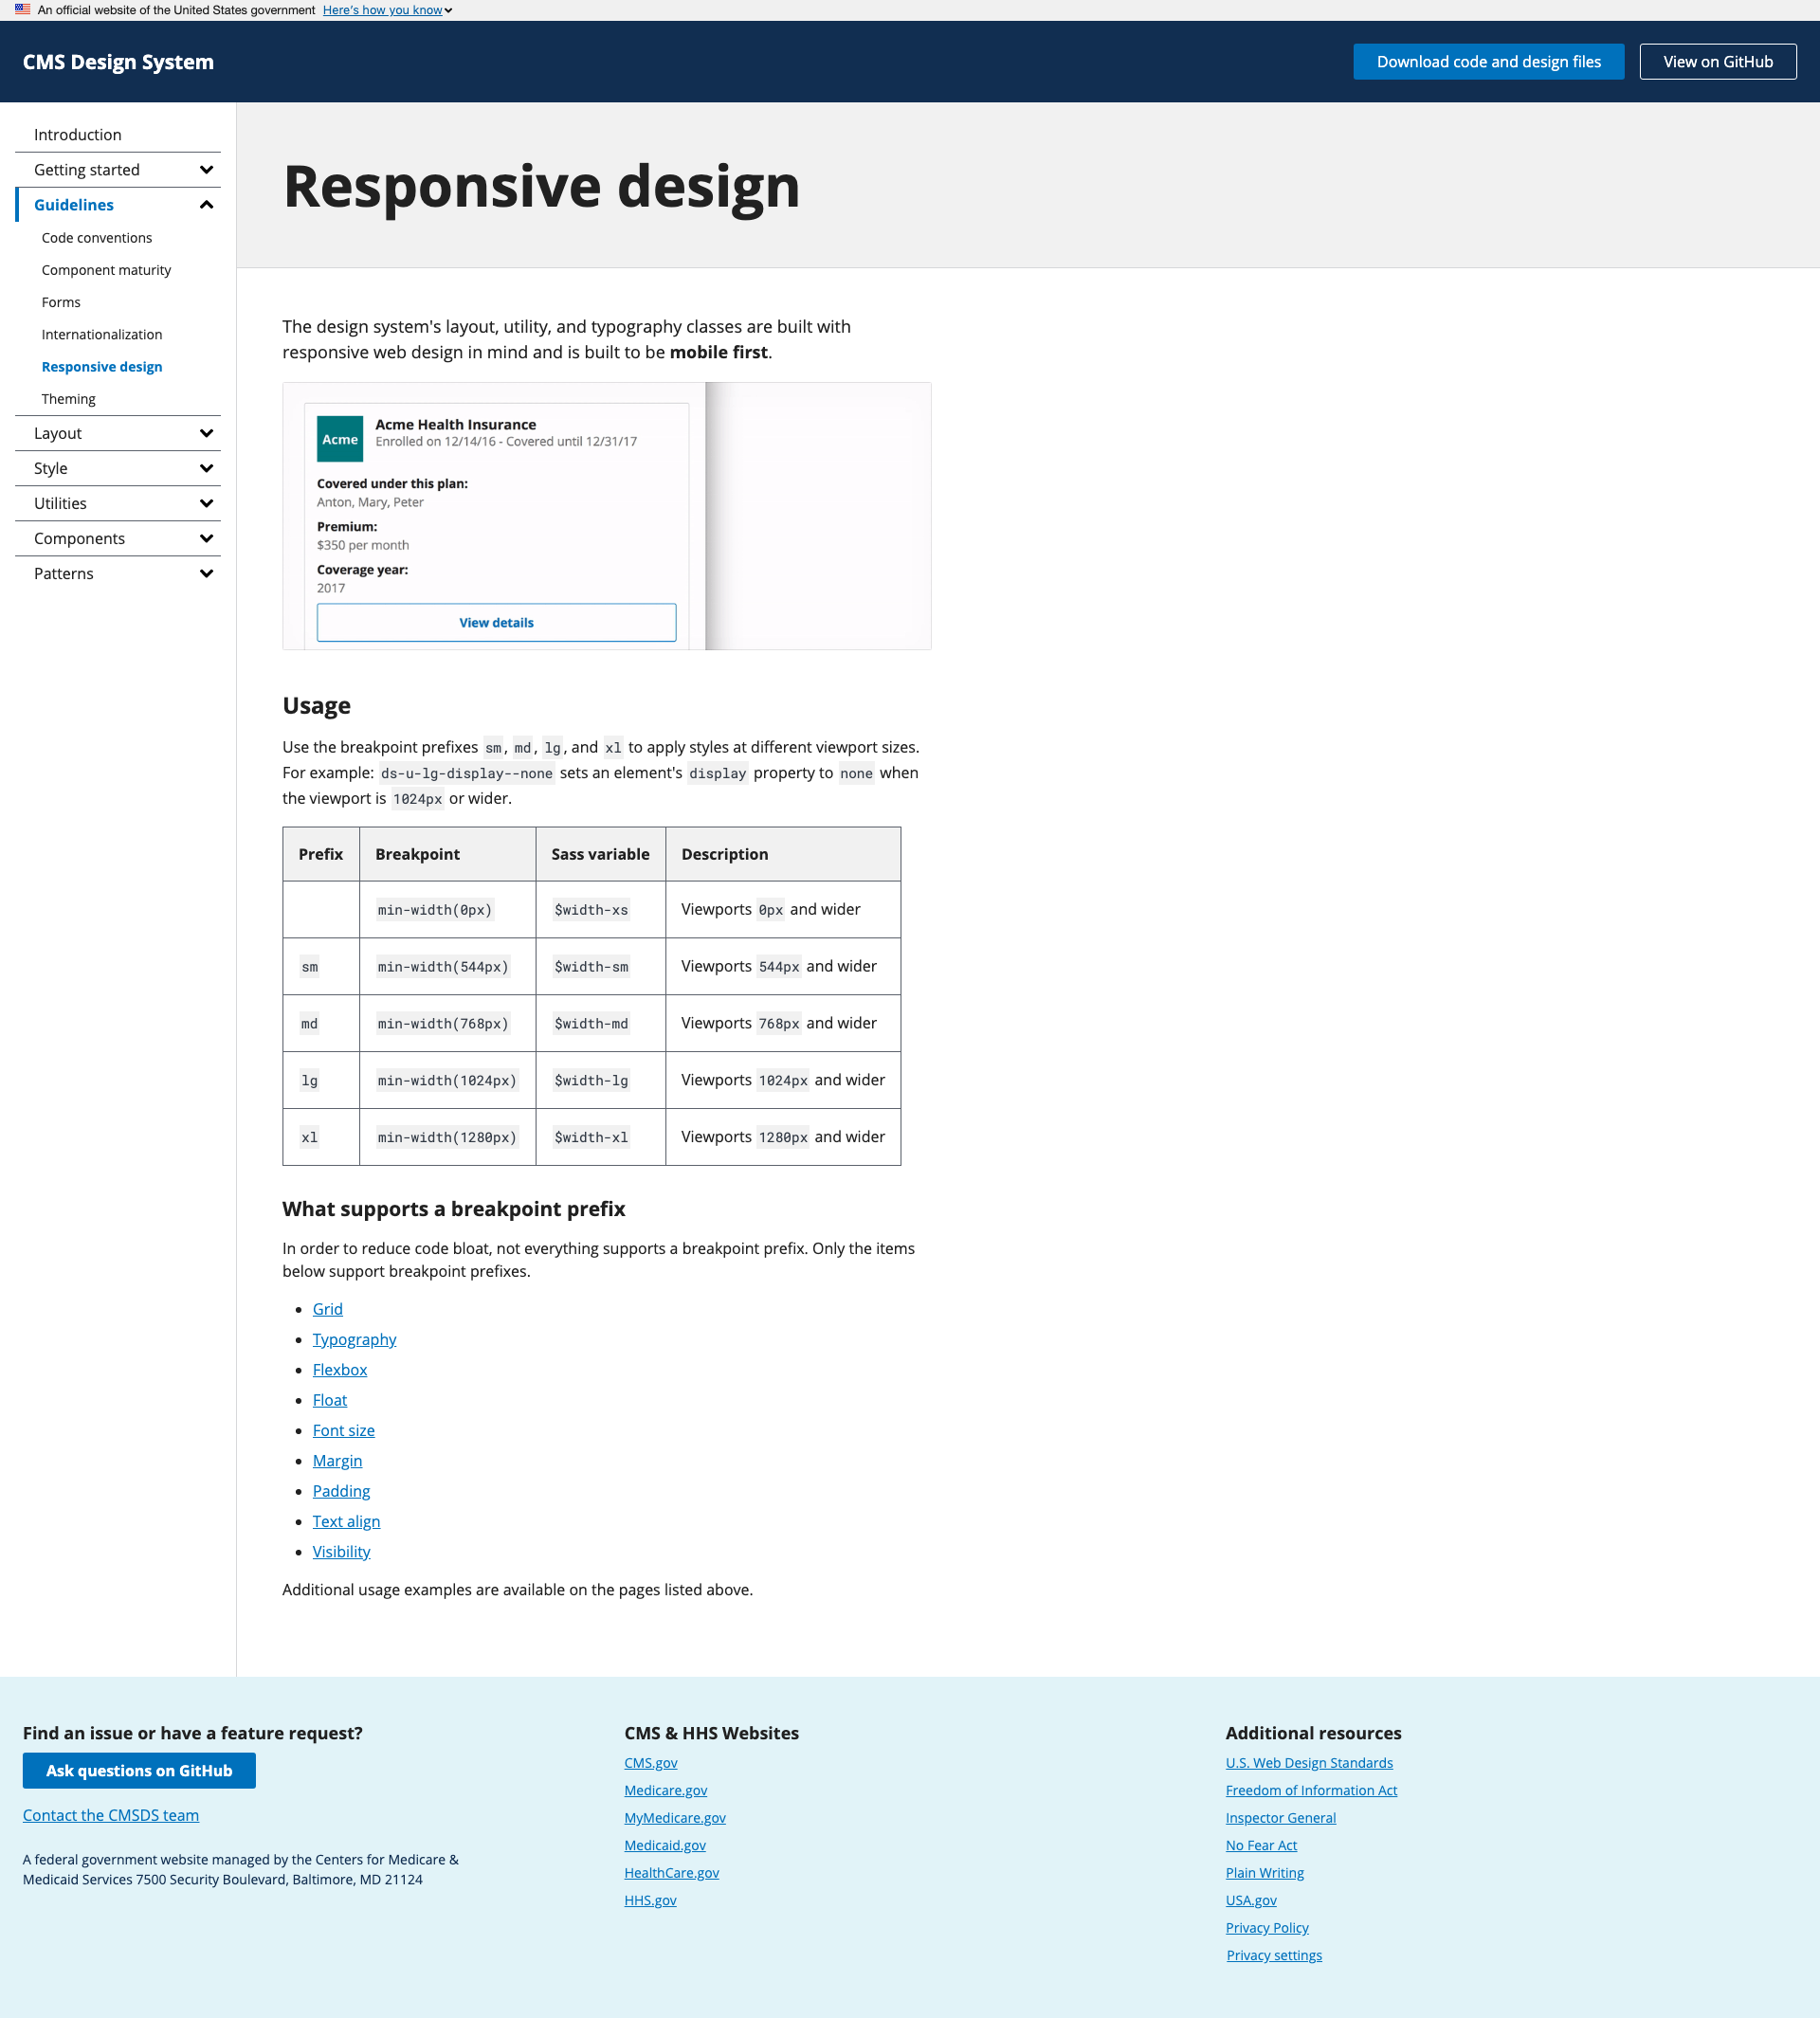 An official website of the United States government Here's how you know
CMS Design System
Download code and design files
View on GitHub
Introduction
Getting started
Guidelines
Code conventions
Component maturity
Forms
Internationalization
Responsive design
Theming
Layout
Style
Utilities
Components
Patterns
Responsive design
The design system's layout, utility, and typography classes are built with
responsive web design in mind and is built to be mobile first.
Acme
Acme Health Insurance
Enrolled on 12/14/16 - Covered until 12/31/17
Covered under this plan:
Anton, Mary, Peter
Premium:
$350 per month
Coverage year:
2017
View details
Usage
Use the breakpoint prefixes sm, md, lg, and xl to apply styles at different viewport sizes.
For example: ds-u-lg-display--none sets an element's display property to none when
the viewport is 1024px or wider.
Prefix Breakpoint Sass variable Description
min-width(0px) $width-xs Viewports 0px and wider
sm min-width(544px) $width-sm Viewports 544px and wider
md min-width(768px) $width-md Viewports 768px and wider
lg min-width(1024px) $width-lg Viewports 1024px and wider
xl min-width(1280px) $width-xl Viewports 1280px and wider
What supports a breakpoint prefix
In order to reduce code bloat, not everything supports a breakpoint prefix. Only the items
below support breakpoint prefixes.
Grid
Typography
Flexbox
Float
Font size
Margin
Padding
Text align
Visibility
Additional usage examples are available on the pages listed above.
Find an issue or have a feature request?
Ask questions on GitHub
Contact the CMSDS team
A federal government website managed by the Centers for Medicare &
Medicaid Services 7500 Security Boulevard, Baltimore, MD 21124
CMS & HHS Websites
CMS.gov
Medicare.gov
MyMedicare.gov
Medicaid.gov
HealthCare.gov
HHS.gov
Additional resources
U.S. Web Design Standards
Freedom of Information Act
Inspector General
No Fear Act
Plain Writing
USA.gov
Privacy Policy
Privacy settings